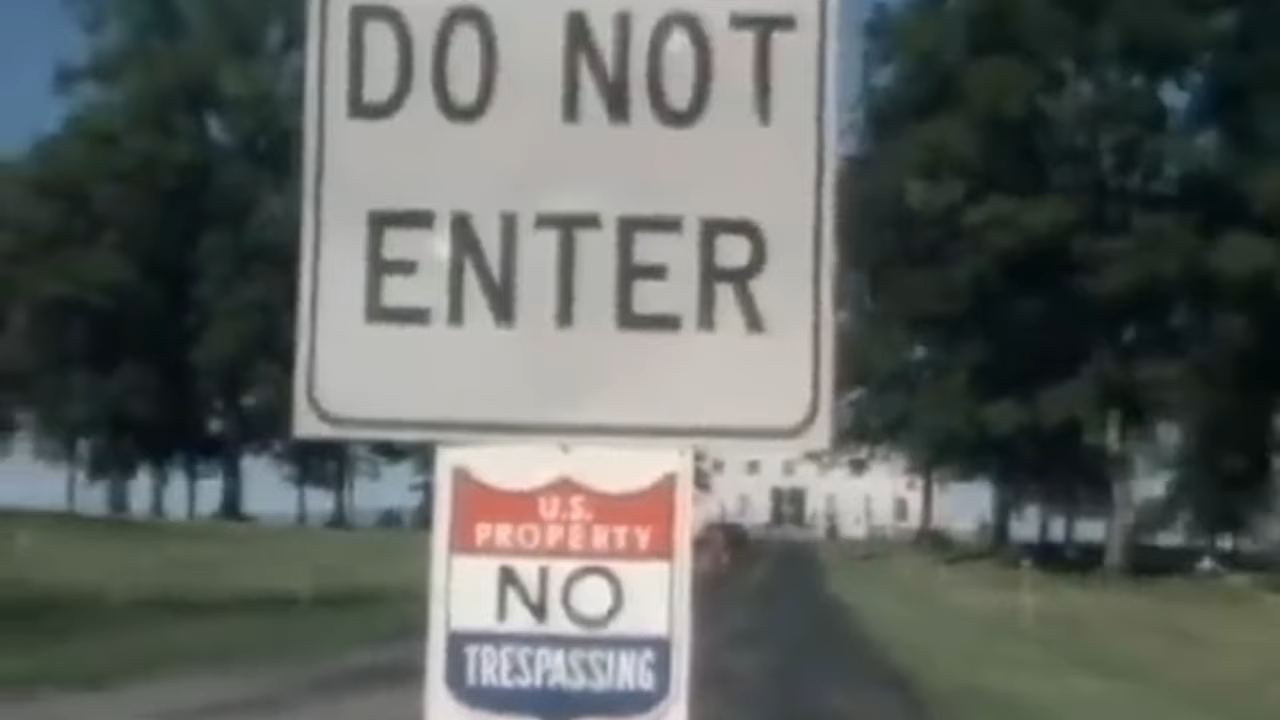 DO NOT
ENTER
U.S.
PROPERTY
NO
TRESPASSING